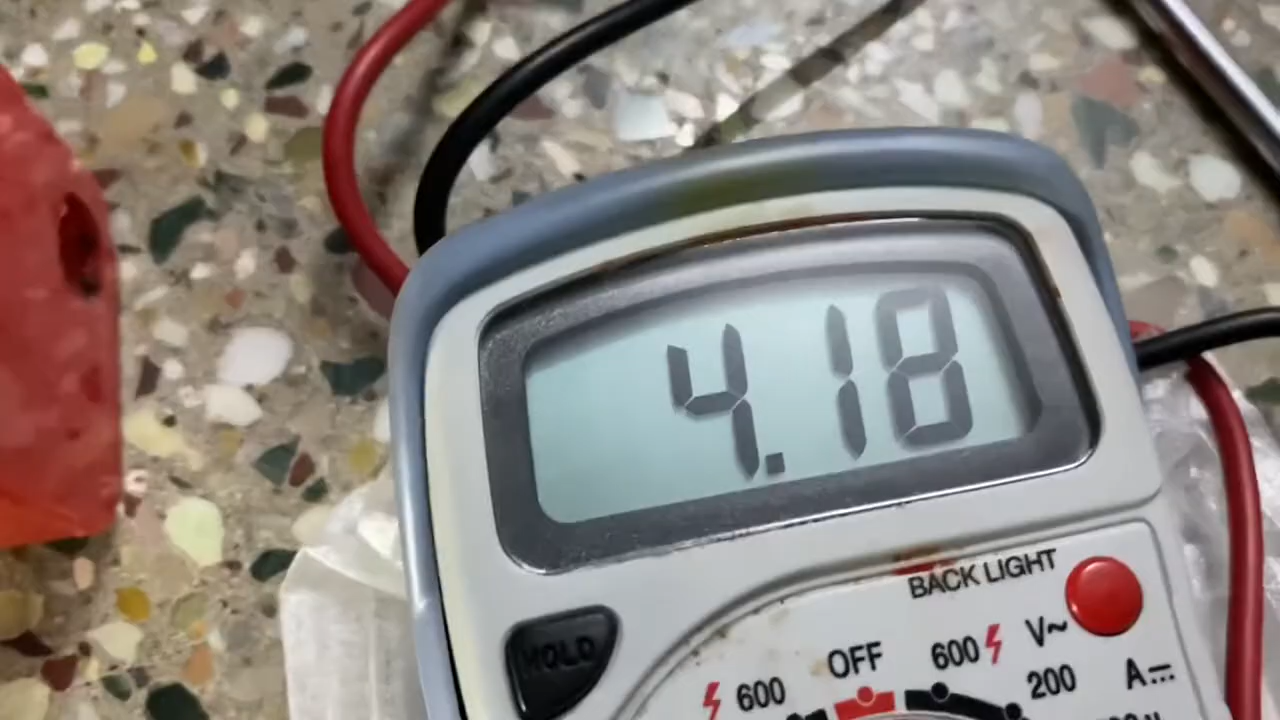 4.18
BACK LIGHT
HOLD
OFF
600 V~
600
200
A⎓